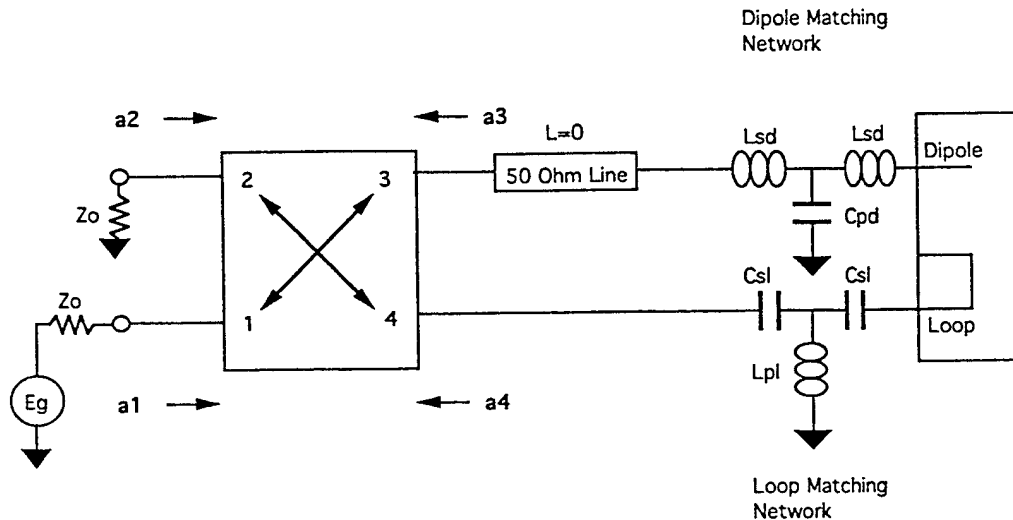 Dipole Matching
Network
a2
a3
L=0
Lsd
Lsd
Dipole
2
3
50 Ohm Line
Zo
Cpd
Csl
Csl
Zo
1
4
Loop
Lpl
Eg
a1
a4
Loop Matching
Network